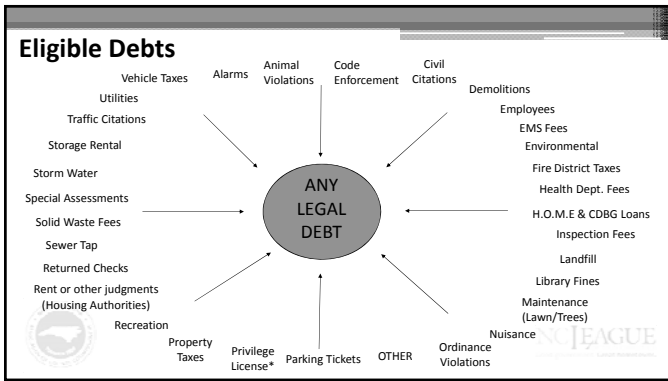 Eligible Debts
Vehicle Taxes
Alarms
Animal
Violations
Code
Enforcement
Civil
Citations
Demolitions
Employees
EMS Fees
Environmental
Fire District Taxes
Health Dept. Fees
H.O.M.E & CDBG Loans
Inspection Fees
Landfill
Library Fines
Maintenance
(Lawn/Trees)
Nuisance
Ordinance
Violations
OTHER
Parking Tickets
Privilege
License*
Property
Taxes
Recreation
Rent or other judgments
(Housing Authorities)
Returned Checks
Sewer Tap
Solid Waste Fees
Special Assessments
Storm Water
Storage Rental
Traffic Citations
Utilities
ANY
LEGAL
DEBT
NC LEAGUE